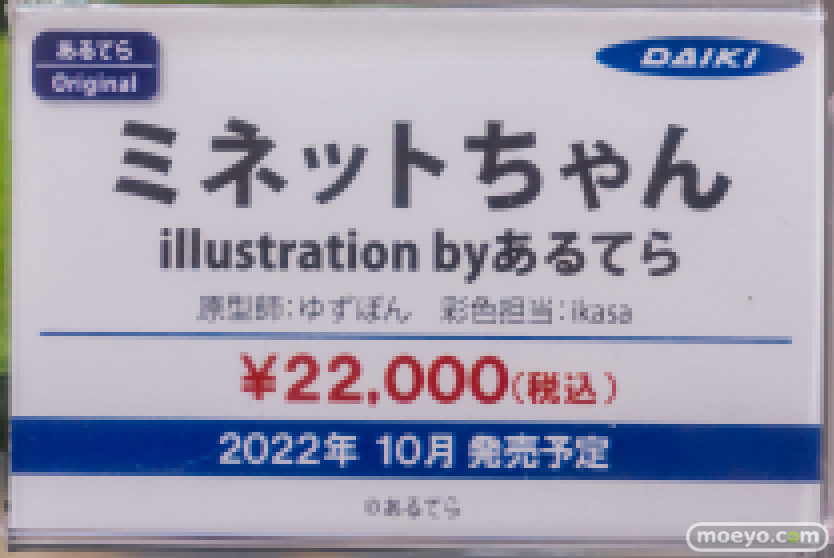 あるてら
Original
DAIKI
ミネットちゃん
illustration byあるてら
原型師：ゆずぽん　彩色担当：ikasa
¥22,000（税込）
2022年 10月 発売予定
©あるてら
moeyo.com